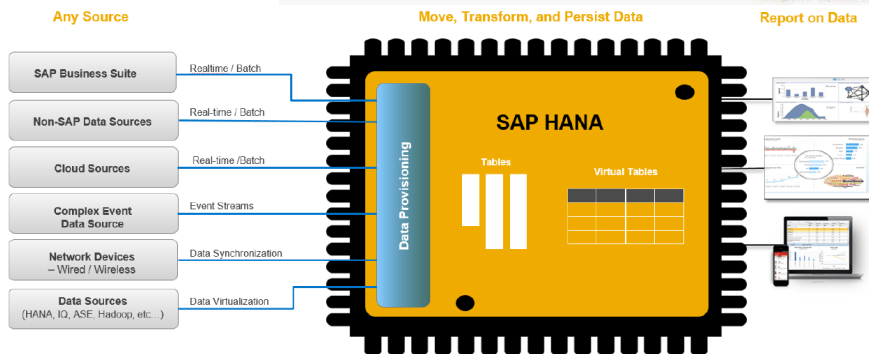 Any Source
Move, Transform, and Persist Data
Report on Data
SAP Business Suite
Realtime / Batch
Non-SAP Data Sources
Real-time / Batch
Cloud Sources
Real-time /Batch
Complex Event
Data Source
Event Streams
Network Devices
– Wired / Wireless
Data Synchronization
Data Sources
(HANA, IQ, ASE, Hadoop, etc...)
Data Virtualization
Data Provisioning
SAP HANA
Tables
Virtual Tables